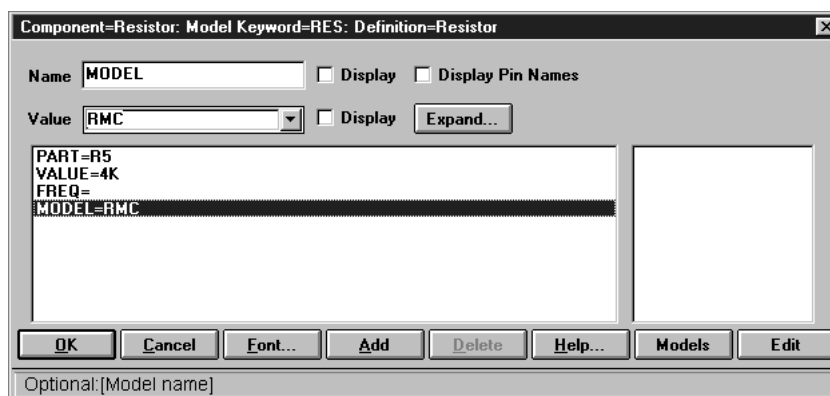 Component=Resistor: Model Keyword=RES: Definition=Resistor
Name MODEL Display Display Pin Names
Value RMC Display Expand...
PART=R5
VALUE=4K
FREQ=
MODEL=RMC
OK Cancel Font... Add Delete Help... Models Edit
Optional:[Model name]